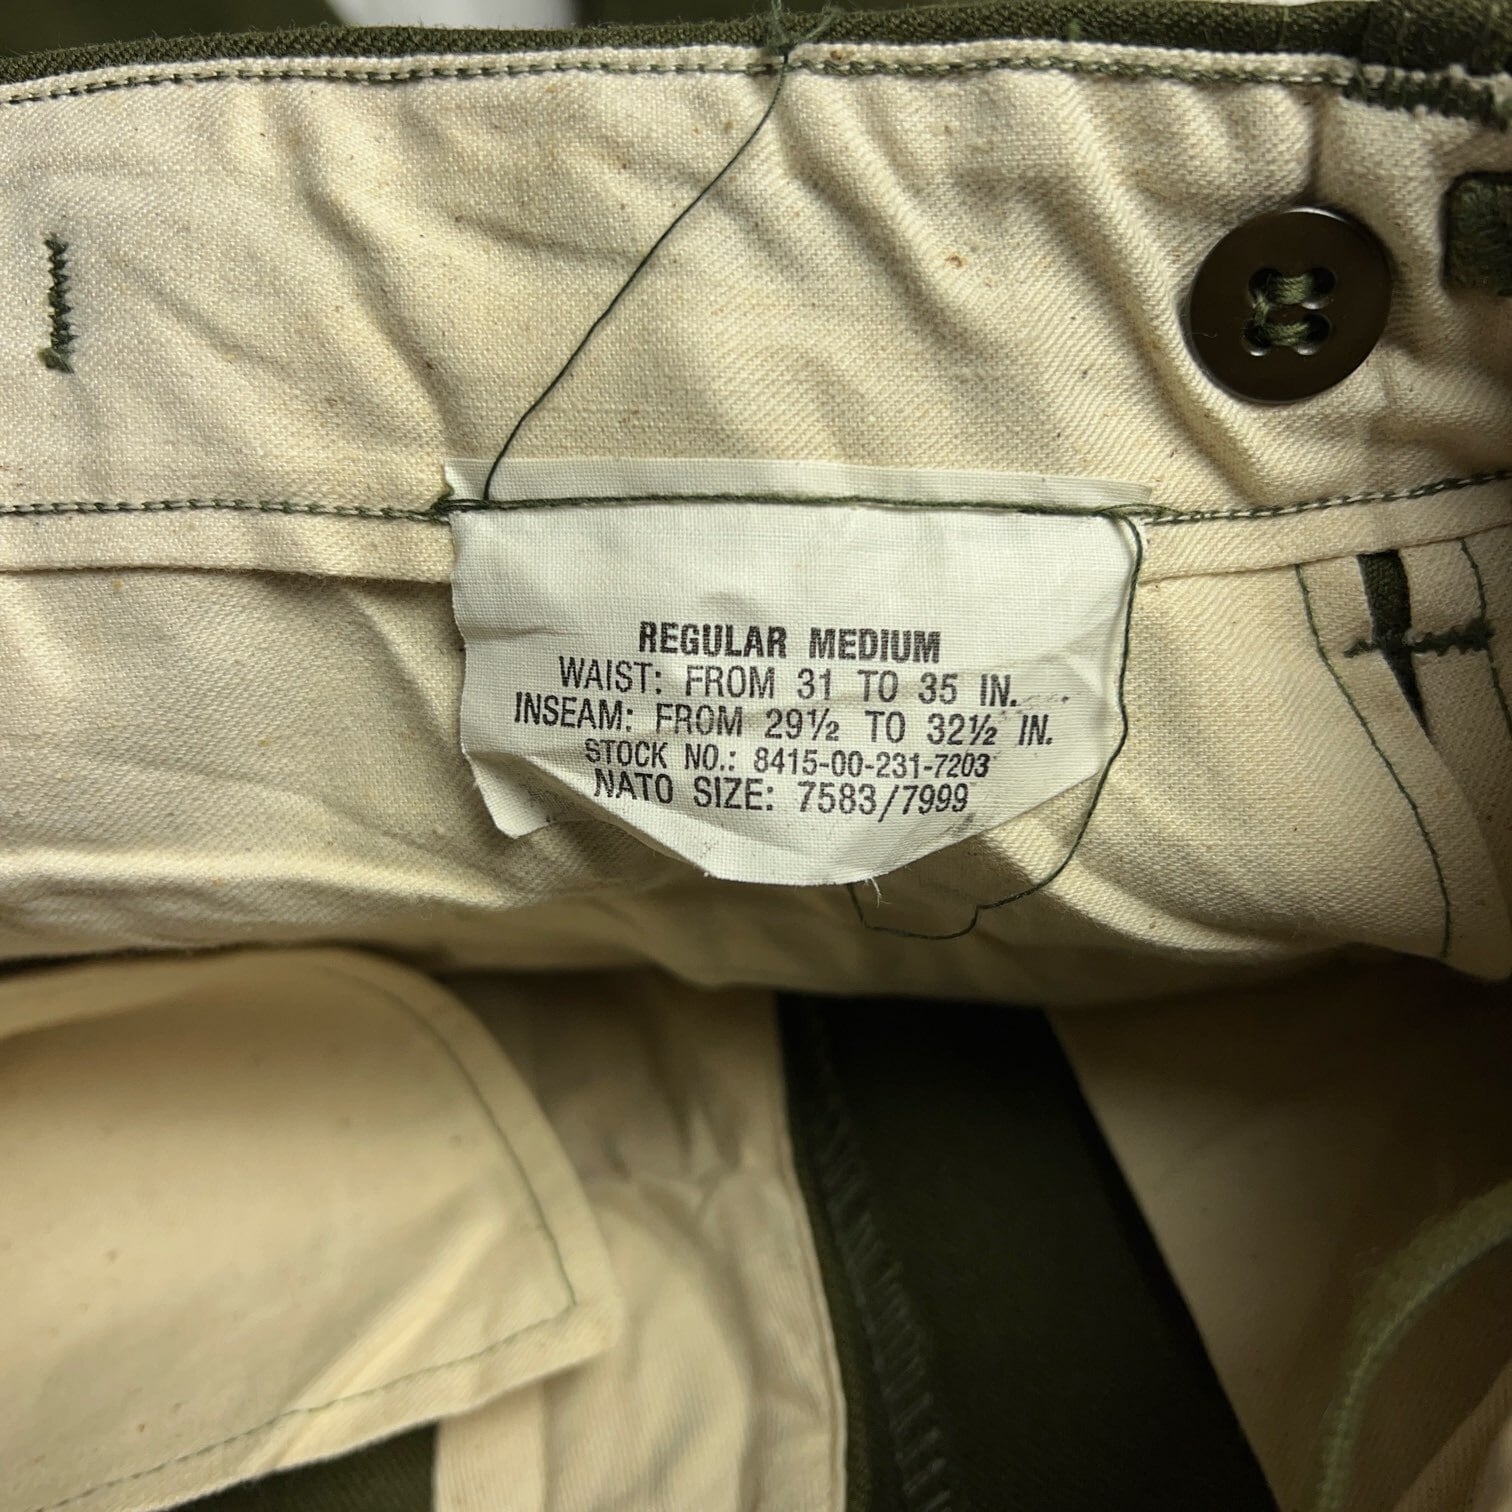 REGULAR MEDIUM
WAIST: FROM 31 TO 35 IN.
INSEAM: FROM 29½ TO 32½ IN.
STOCK NO.: 8415-00-231-7203
NATO SIZE: 7583/7999